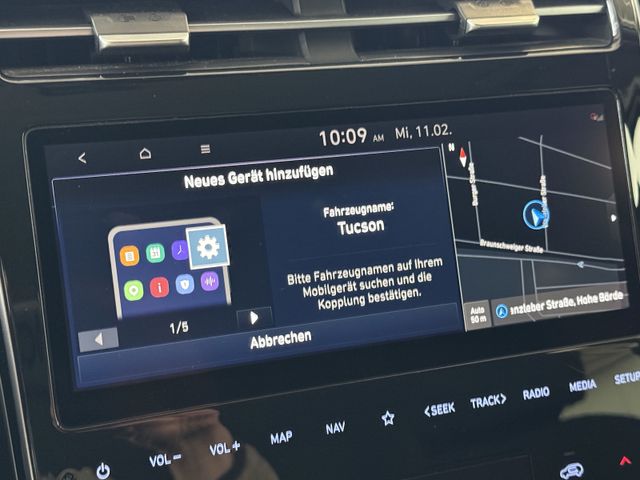 10:09 AM Mi, 11.02.
Neues Gerät hinzufügen
Fahrzeugname:
Tucson
Bitte Fahrzeugnamen auf Ihrem
Mobilgerät suchen und die
Kopplung bestätigen.
1/5
Abbrechen
N
Braunschweiger Straße
Auto
50 m
anzleber Straße, Hohe Börde
VOL− VOL+ MAP NAV <SEEK TRACK> RADIO MEDIA SETUP